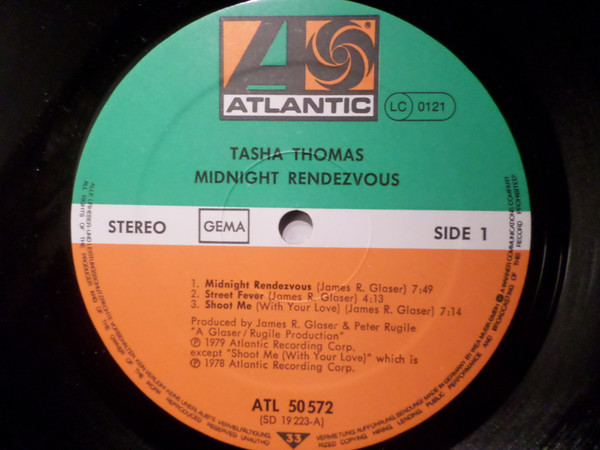 ATLANTIC
®
LC 0121
TASHA THOMAS
MIDNIGHT RENDEZVOUS
STEREO
GEMA
SIDE 1
1. Midnight Rendezvous (James R. Glaser) 7:49
2. Street Fever (James R. Glaser) 4:13
3. Shoot Me (With Your Love) (James R. Glaser) 7:14
Produced by James R. Glaser & Peter Rugile
"A Glaser/Rugile Production"
℗ 1979 Atlantic Recording Corp.
except "Shoot Me (With Your Love)" which is
℗ 1978 Atlantic Recording Corp.
ATL 50 572
(SD 19 223-A)
33